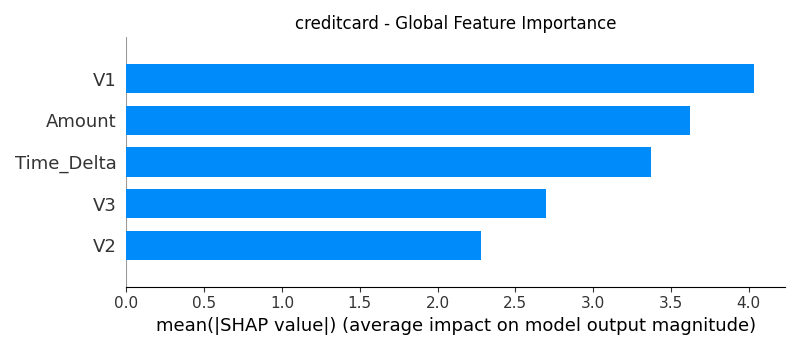 creditcard - Global Feature Importance
V1
Amount
Time_Delta
V3
V2
0.0 0.5 1.0 1.5 2.0 2.5 3.0 3.5 4.0
mean(|SHAP value|) (average impact on model output magnitude)